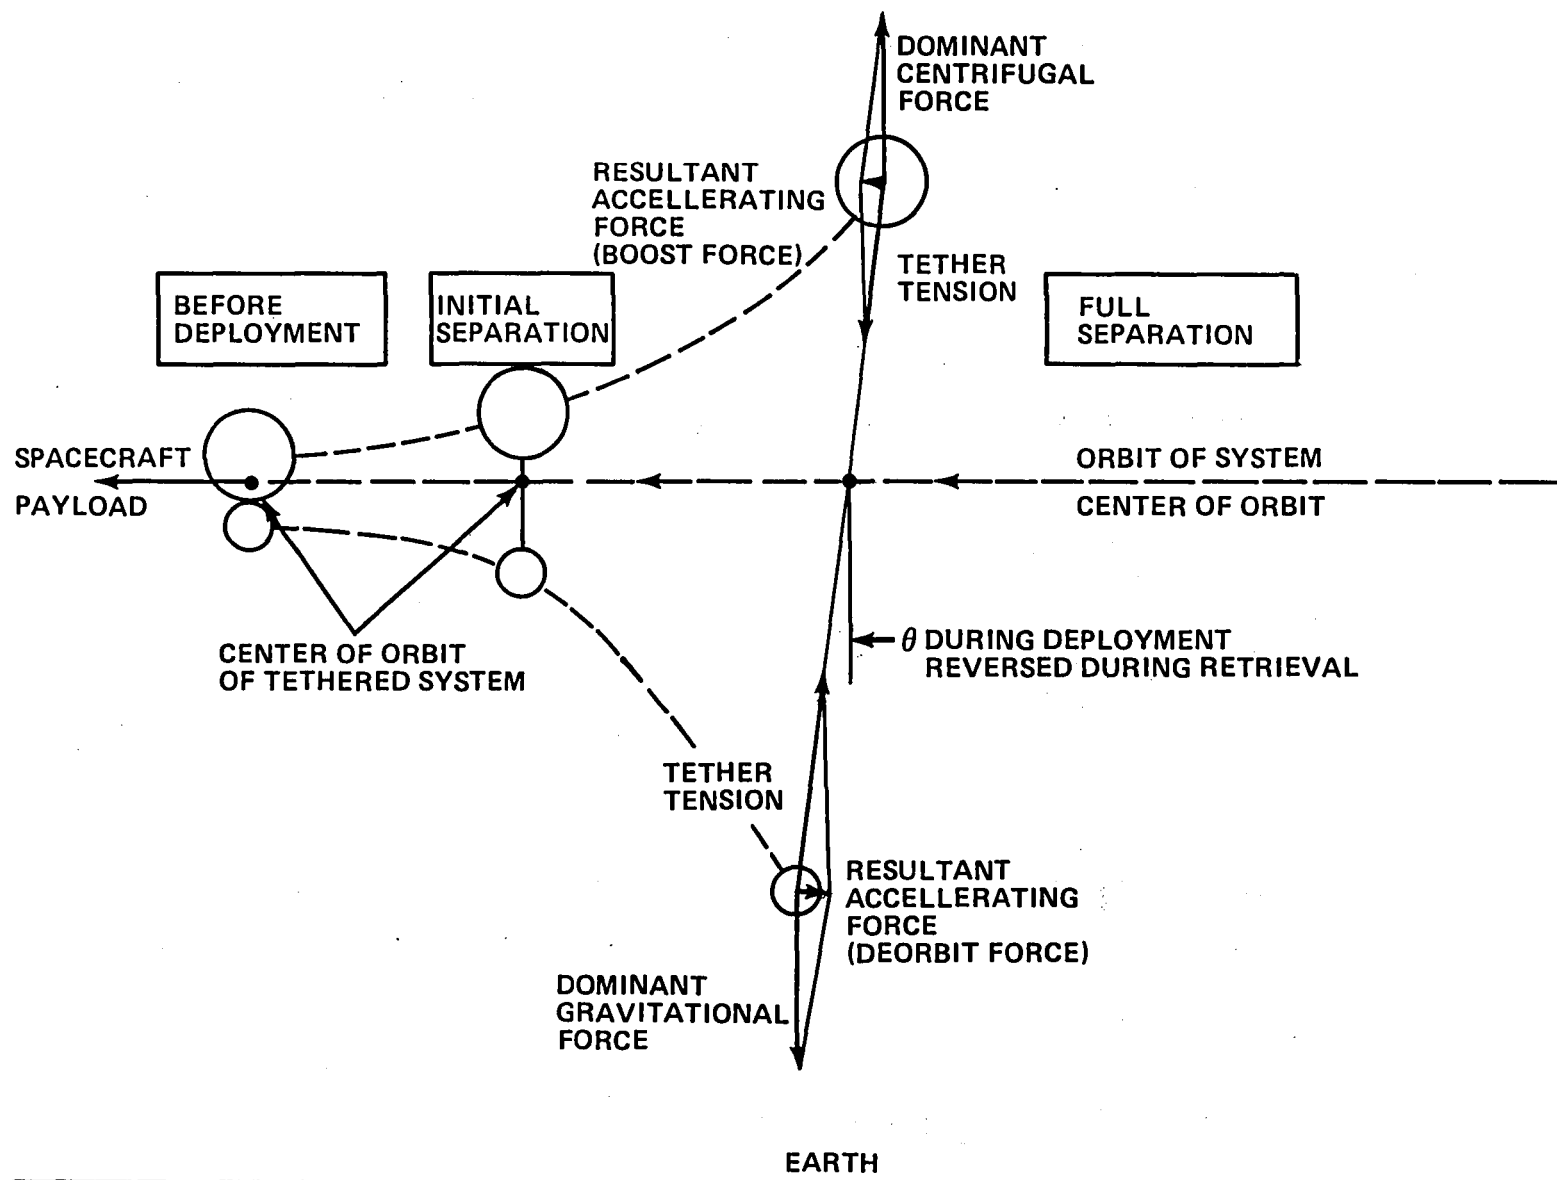 DOMINANT
CENTRIFUGAL
FORCE
RESULTANT
ACCELLERATING
FORCE
(BOOST FORCE)
TETHER
TENSION
BEFORE
DEPLOYMENT
INITIAL
SEPARATION
FULL
SEPARATION
SPACECRAFT
PAYLOAD
ORBIT OF SYSTEM
CENTER OF ORBIT
CENTER OF ORBIT
OF TETHERED SYSTEM
θ DURING DEPLOYMENT
REVERSED DURING RETRIEVAL
TETHER
TENSION
RESULTANT
ACCELLERATING
FORCE
(DEORBIT FORCE)
DOMINANT
GRAVITATIONAL
FORCE
EARTH